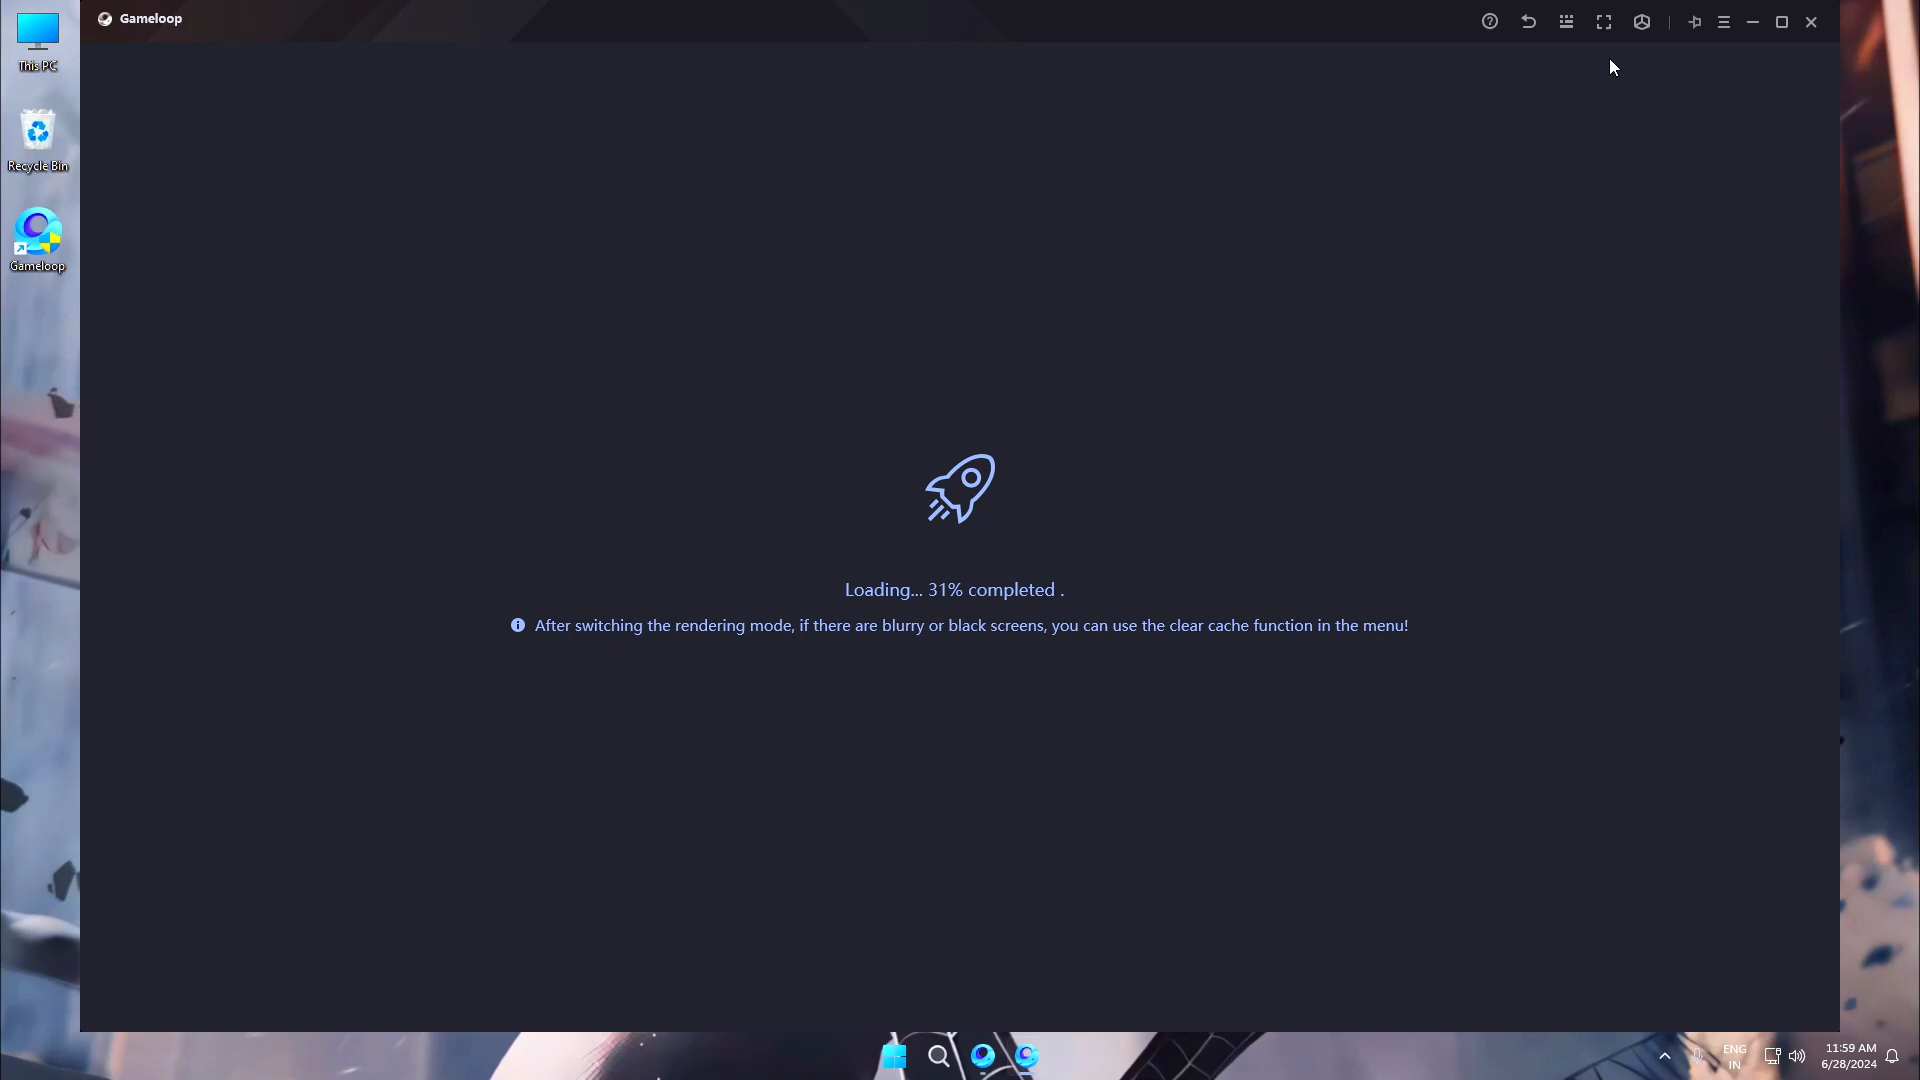 Gameloop
This PC
Recycle Bin
Gameloop
Loading... 31% completed .
After switching the rendering mode, if there are blurry or black screens, you can use the clear cache function in the menu!
ENG
IN
11:59 AM
6/28/2024